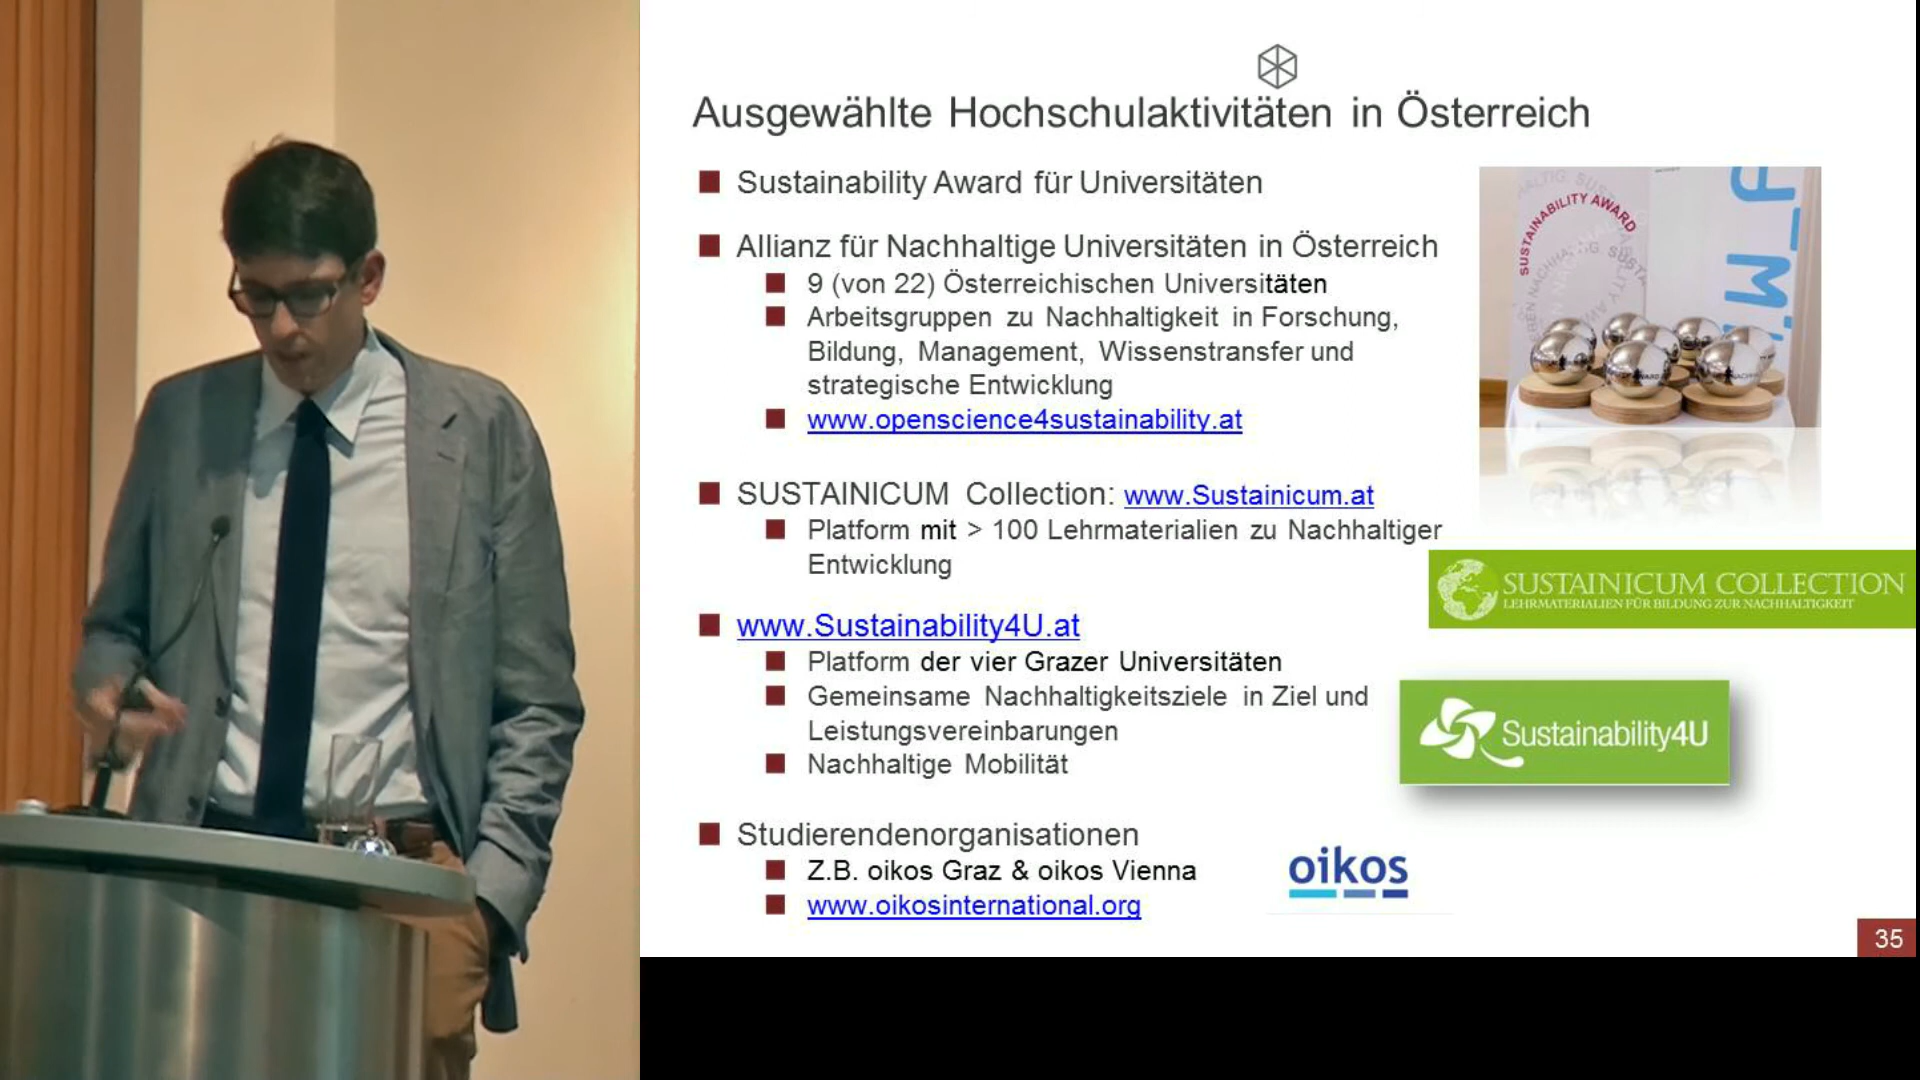 Ausgewählte Hochschulaktivitäten in Österreich
Sustainability Award für Universitäten
Allianz für Nachhaltige Universitäten in Österreich
9 (von 22) Österreichischen Universitäten
Arbeitsgruppen zu Nachhaltigkeit in Forschung,
Bildung, Management, Wissenstransfer und
strategische Entwicklung
www.openscience4sustainability.at
SUSTAINICUM Collection: www.Sustainicum.at
Platform mit > 100 Lehrmaterialien zu Nachhaltiger
Entwicklung
www.Sustainability4U.at
Platform der vier Grazer Universitäten
Gemeinsame Nachhaltigkeitsziele in Ziel und
Leistungsvereinbarungen
Nachhaltige Mobilität
Studierendenorganisationen
Z.B. oikos Graz & oikos Vienna
www.oikosinternational.org
SUSTAINABILITY AWARD
SUSTAINICUM COLLECTION
LEHRMATERIALIEN FÜR BILDUNG ZUR NACHHALTIGKEIT
Sustainability4U
oikos
35